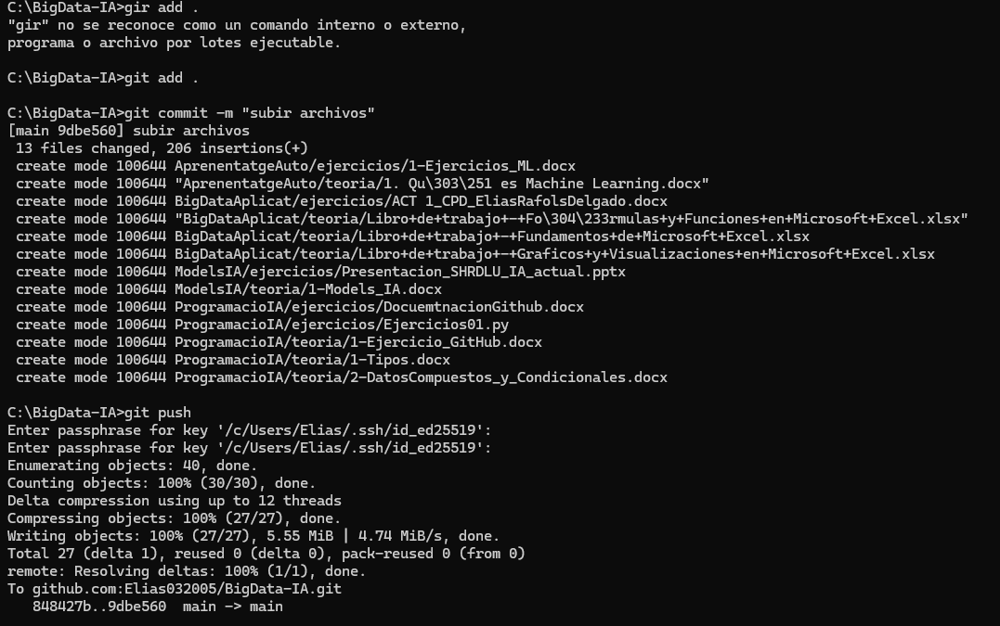 C:\BigData-IA>gir add .
"gir" no se reconoce como un comando interno o externo,
programa o archivo por lotes ejecutable.
C:\BigData-IA>git add .
C:\BigData-IA>git commit -m "subir archivos"
[main 9dbe560] subir archivos
13 files changed, 206 insertions(+)
create mode 100644 AprenentatgeAuto/ejercicios/1-Ejercicios_ML.docx
create mode 100644 "AprenentatgeAuto/teoria/1. Qu\303\251 es Machine Learning.docx"
create mode 100644 BigDataAplicat/ejercicios/ACT 1_CPD_EliasRafolsDelgado.docx
create mode 100644 "BigDataAplicat/teoria/Libro+de+trabajo+-+Fo\304\233rmulas+y+Funciones+en+Microsoft+Excel.xlsx"
create mode 100644 BigDataAplicat/teoria/Libro+de+trabajo+-+Fundamentos+de+Microsoft+Excel.xlsx
create mode 100644 BigDataAplicat/teoria/Libro+de+trabajo+-+Graficos+y+Visualizaciones+en+Microsoft+Excel.xlsx
create mode 100644 ModelsIA/ejercicios/Presentacion_SHRDLU_IA_actual.pptx
create mode 100644 ModelsIA/teoria/1-Models_IA.docx
create mode 100644 ProgramacioIA/ejercicios/DocuemtnacionGithub.docx
create mode 100644 ProgramacioIA/ejercicios/Ejercicios01.py
create mode 100644 ProgramacioIA/teoria/1-Ejercicio_GitHub.docx
create mode 100644 ProgramacioIA/teoria/1-Tipos.docx
create mode 100644 ProgramacioIA/teoria/2-DatosCompuestos_y_Condicionales.docx
C:\BigData-IA>git push
Enter passphrase for key '/c/Users/Elias/.ssh/id_ed25519':
Enter passphrase for key '/c/Users/Elias/.ssh/id_ed25519':
Enumerating objects: 40, done.
Counting objects: 100% (30/30), done.
Delta compression using up to 12 threads
Compressing objects: 100% (27/27), done.
Writing objects: 100% (27/27), 5.55 MiB | 4.74 MiB/s, done.
Total 27 (delta 1), reused 0 (delta 0), pack-reused 0 (from 0)
remote: Resolving deltas: 100% (1/1), done.
To github.com:Elias032005/BigData-IA.git
848427b..9dbe560  main -> main